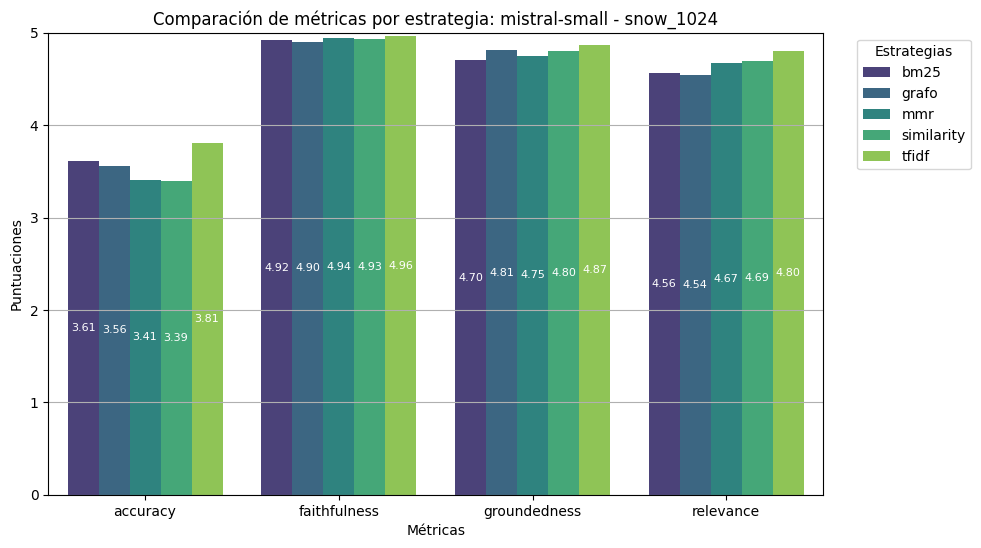 Comparación de métricas por estrategia: mistral-small - snow_1024
Puntuaciones
5
4
3
2
1
0
3.61 3.56 3.41 3.39 3.81
4.92 4.90 4.94 4.93 4.96
4.70 4.81 4.75 4.80 4.87
4.56 4.54 4.67 4.69 4.80
accuracy faithfulness groundedness relevance
Métricas
Estrategias
bm25
grafo
mmr
similarity
tfidf